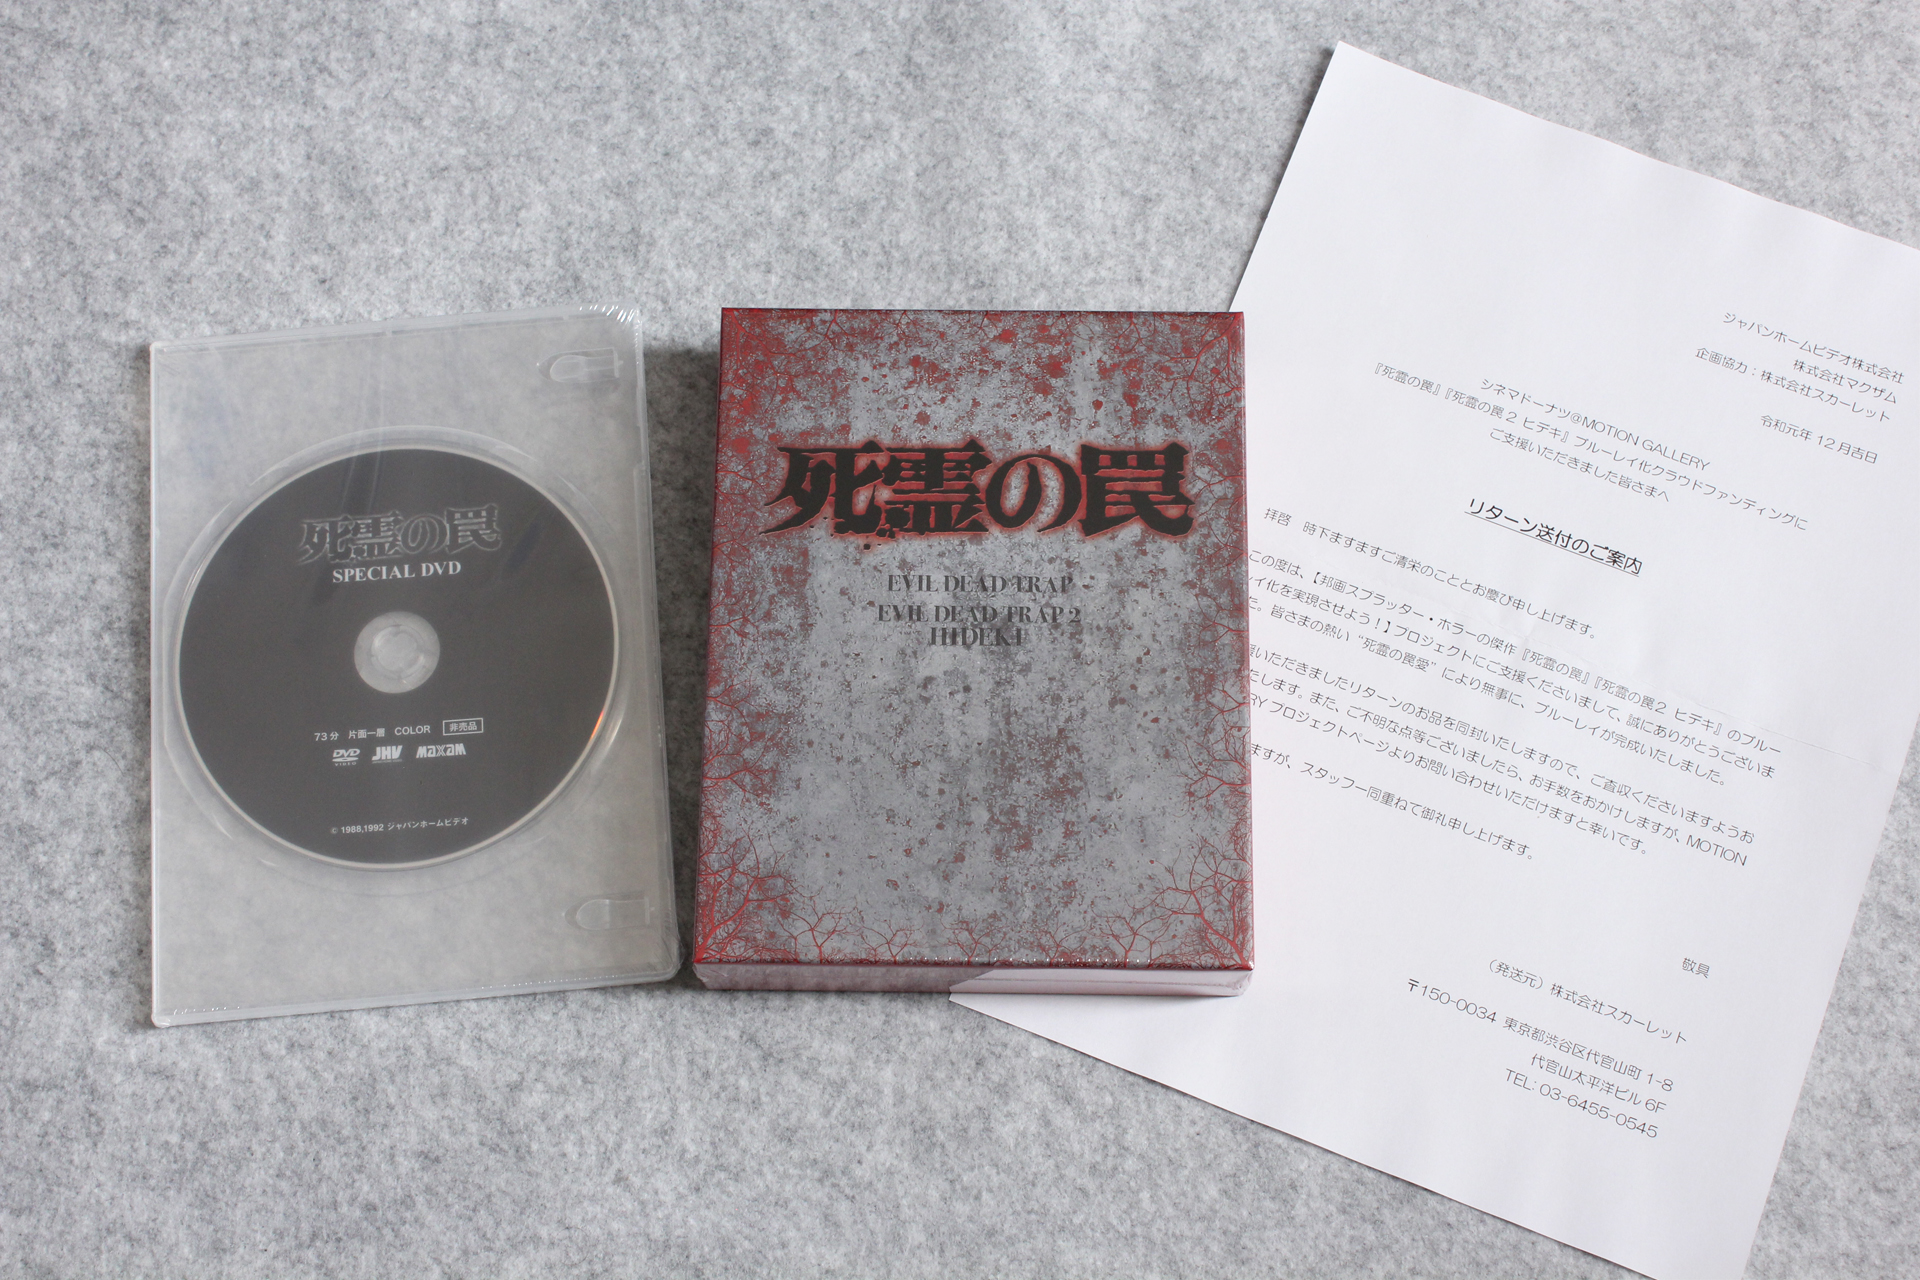 死霊の罠
SPECIAL DVD
73分 片面一層 COLOR 非売品
DVD VIDEO JHV MAXAM
© 1988,1992 ジャパンホームビデオ
死霊の罠
EVIL DEAD TRAP
EVIL DEAD TRAP 2
HIDEKI
ジャパンホームビデオ株式会社
株式会社マクザム
企画協力:株式会社スカーレット
令和元年 12 月吉日
シネマドーナツ@MOTION GALLERY
『死霊の罠』『死霊の罠2 ヒデキ』ブルーレイ化クラウドファンディングに
ご支援いただきました皆さまへ
リターン送付のご案内
拝啓 時下ますますご清栄のこととお慶び申し上げます。
この度は、【邦画スプラッター・ホラーの傑作『死霊の罠』『死霊の罠2 ヒデキ』のブルー
レイ化を実現させよう!】プロジェクトにご支援くださいまして、誠にありがとうございま
た。皆さまの熱い“死霊の罠愛”により無事に、ブルーレイが完成いたしました。
援いただきましたリターンのお品を同封いたしますので、ご査収くださいますようお
たします。また、ご不明な点等ございましたら、お手数をおかけしますが、MOTION
RY プロジェクトページよりお問い合わせいただけますと幸いです。
ますが、スタッフ一同重ねて御礼申し上げます。
敬具
(発送元)株式会社スカーレット
〒150-0034 東京都渋谷区代官山町 1-8
代官山太平洋ビル 6F
TEL: 03-6455-0545